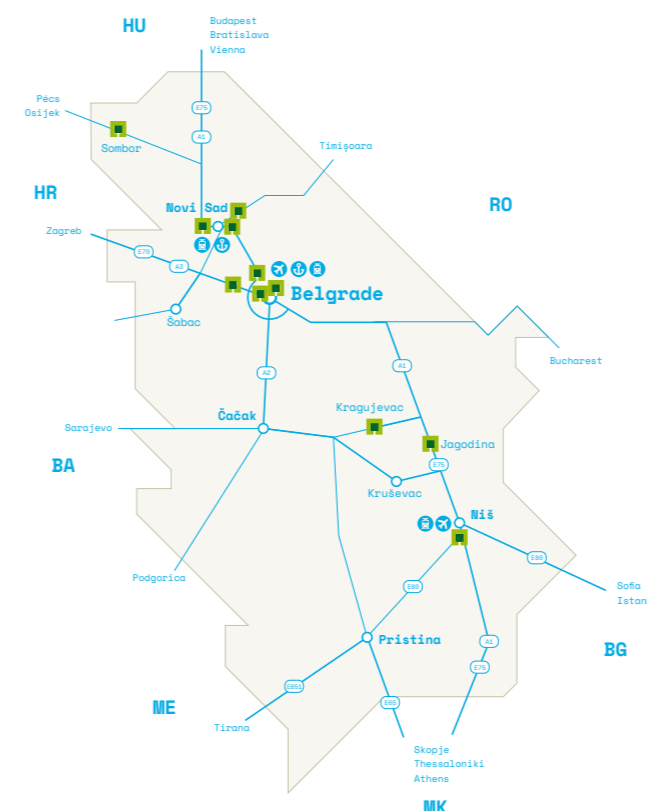 HU
Budapest
Bratislava
Vienna
Pécs
Osijek
E75
A1
Sombor
Timişoara
HR
RO
Novi Sad
Zagreb
E70
A3
Belgrade
Šabac
Bucharest
A2
A1
Kragujevac
Čačak
Sarajevo
Jagodina
BA
E75
Kruševac
Niš
E80
Podgorica
E80
Sofia
Istan
Pristina
A1
BG
E75
E851
E65
ME
Tirana
Skopje
Thessaloniki
Athens
MK